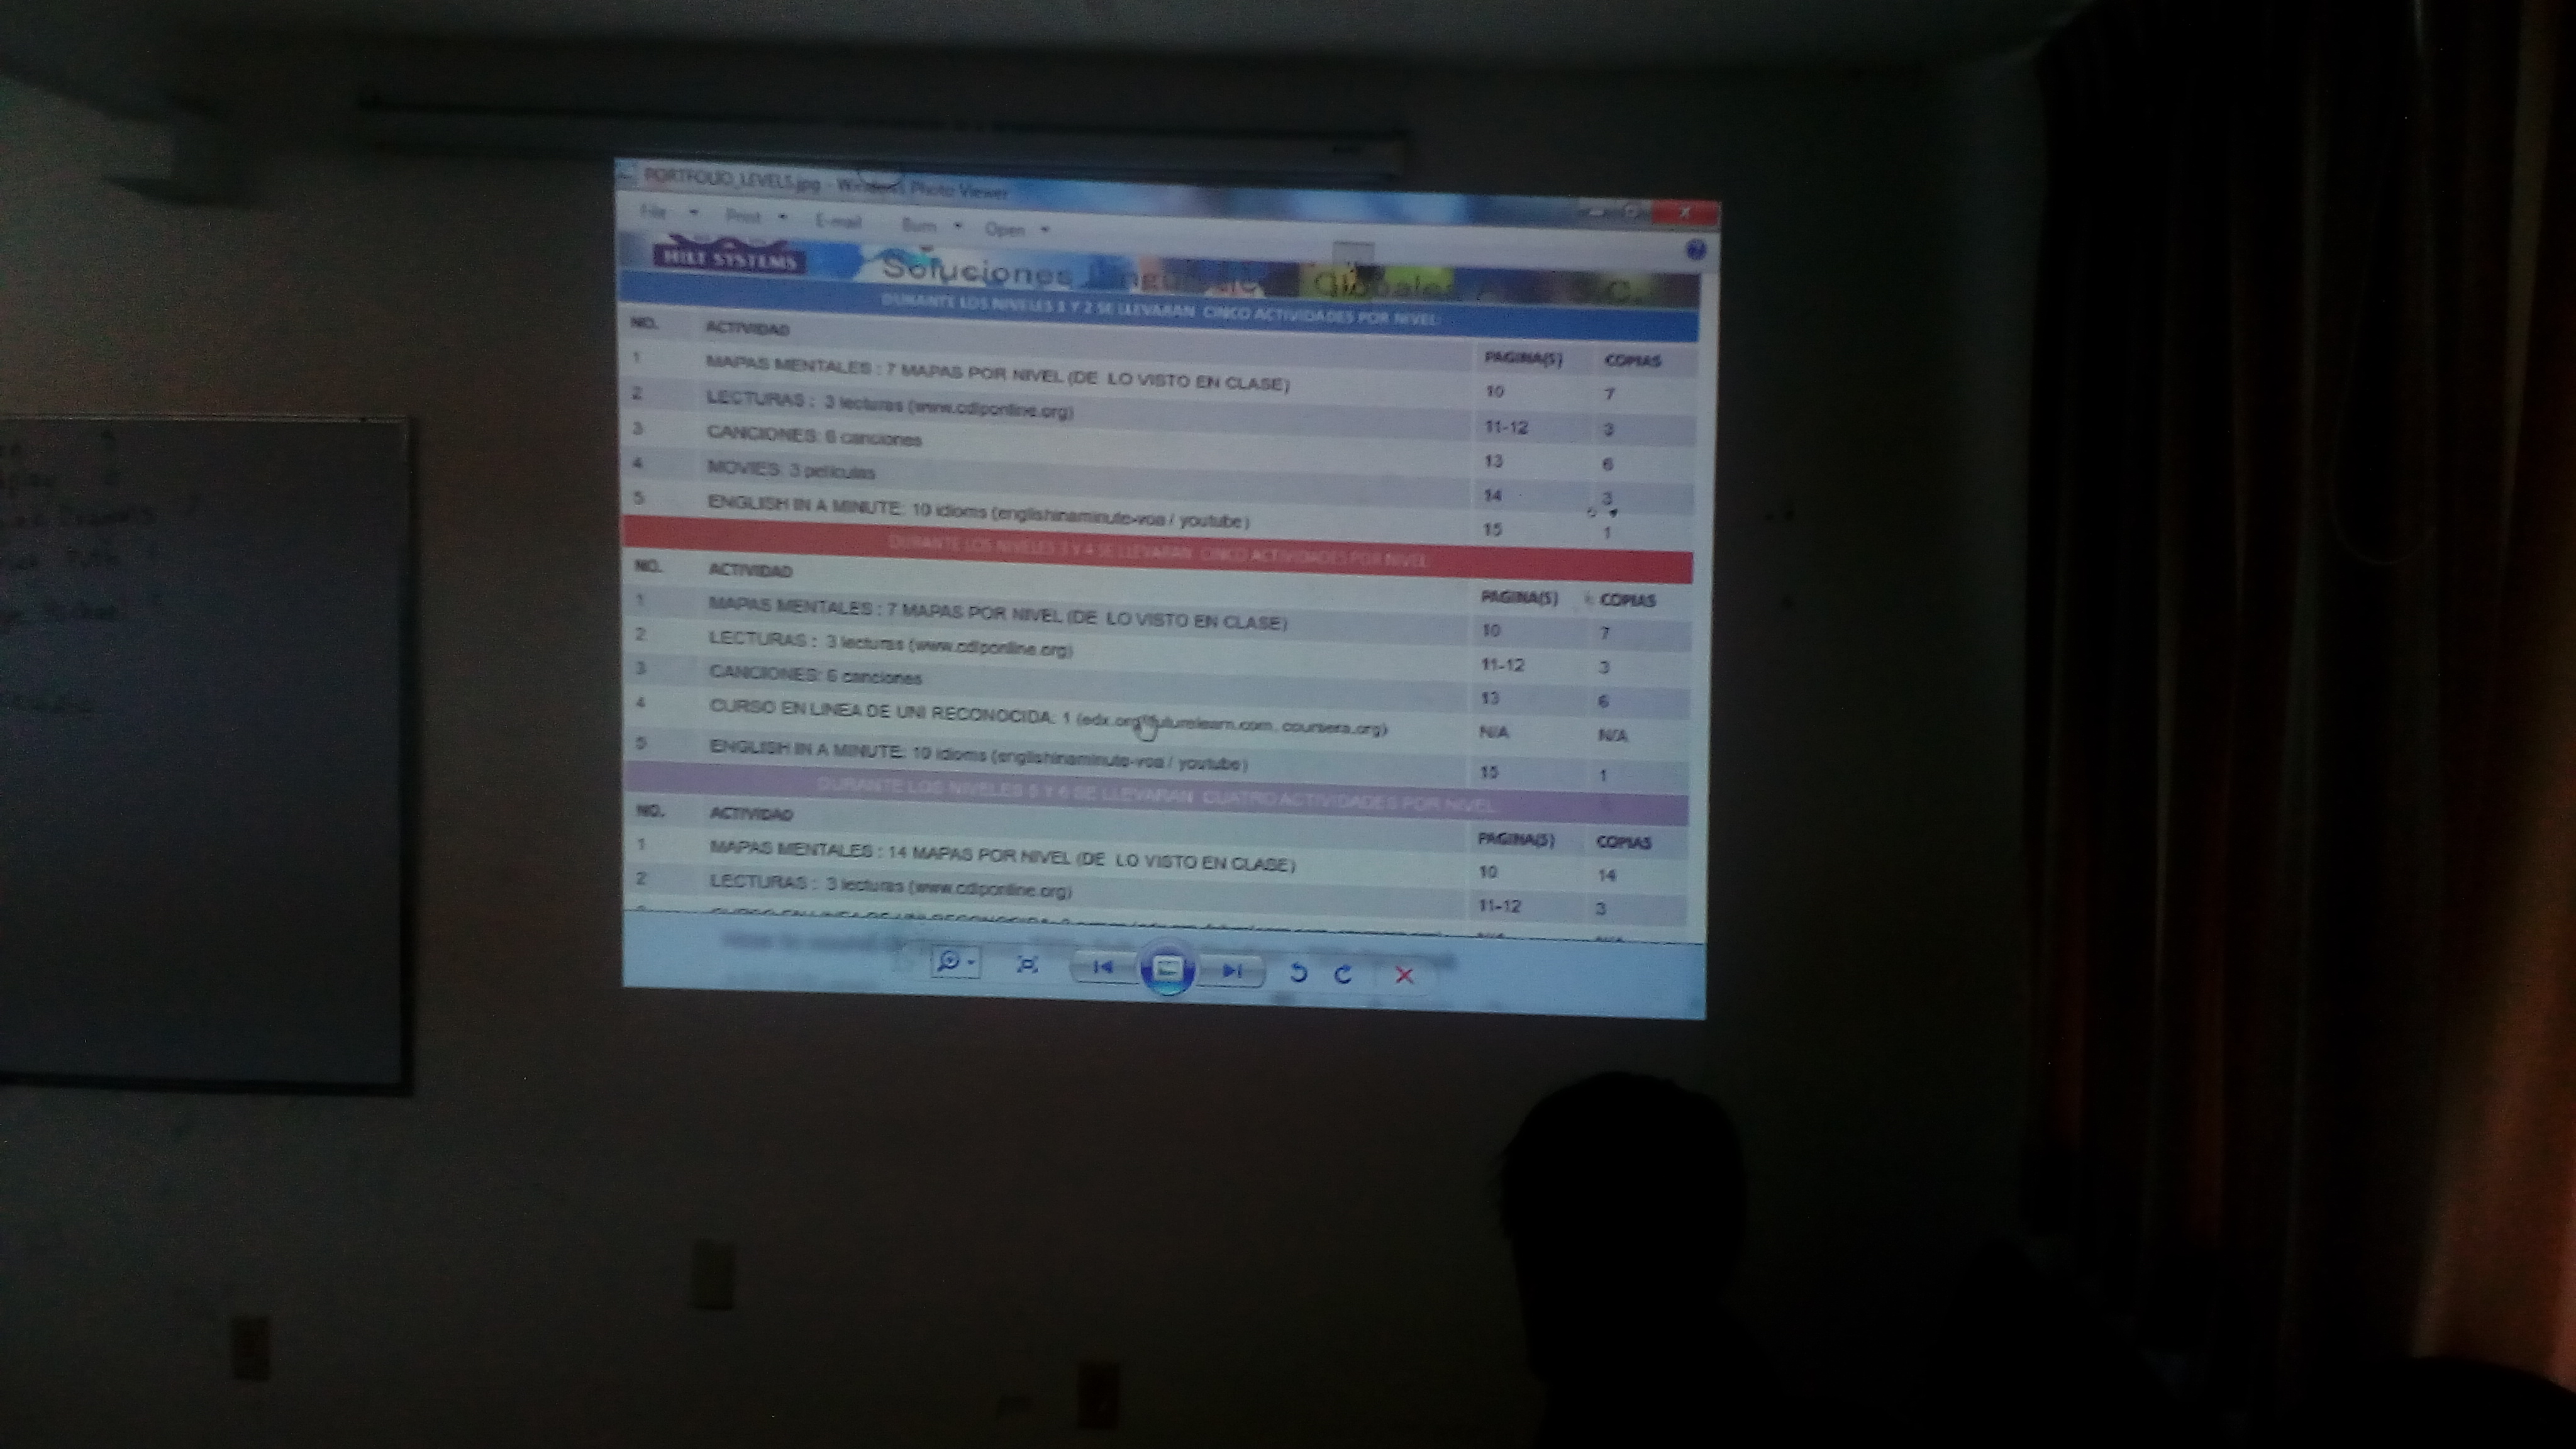 PORTFOLIO_LEVELS.jpg - Windows Photo Viewer
File Print E-mail Burn Open
HILT SYSTEMS
Soluciones Globales S.C.
DURANTE LOS NIVELES 1 Y 2 SE LLEVARAN CINCO ACTIVIDADES POR NIVEL:
NO. ACTIVIDAD PAGINA(S) COPIAS
1 MAPAS MENTALES : 7 MAPAS POR NIVEL (DE LO VISTO EN CLASE) 10 7
2 LECTURAS : 3 lecturas (www.cdlponline.org) 11-12 3
3 CANCIONES: 6 canciones 13 6
4 MOVIES: 3 peliculas 14 3
5 ENGLISH IN A MINUTE: 10 idioms (englishinaminute-voa / youtube) 15 1
DURANTE LOS NIVELES 3 Y 4 SE LLEVARAN CINCO ACTIVIDADES POR NIVEL:
NO. ACTIVIDAD PAGINA(S) COPIAS
1 MAPAS MENTALES : 7 MAPAS POR NIVEL (DE LO VISTO EN CLASE) 10 7
2 LECTURAS : 3 lecturas (www.cdlponline.org) 11-12 3
3 CANCIONES: 6 canciones 13 6
4 CURSO EN LINEA DE UNI RECONOCIDA: 1 (edx.org, futurelearn.com, coursera.org) N/A N/A
5 ENGLISH IN A MINUTE: 10 idioms (englishinaminute-voa / youtube) 15 1
DURANTE LOS NIVELES 5 Y 6 SE LLEVARAN CUATRO ACTIVIDADES POR NIVEL:
NO. ACTIVIDAD PAGINA(S) COPIAS
1 MAPAS MENTALES : 14 MAPAS POR NIVEL (DE LO VISTO EN CLASE) 10 14
2 LECTURAS : 3 lecturas (www.cdlponline.org) 11-12 3